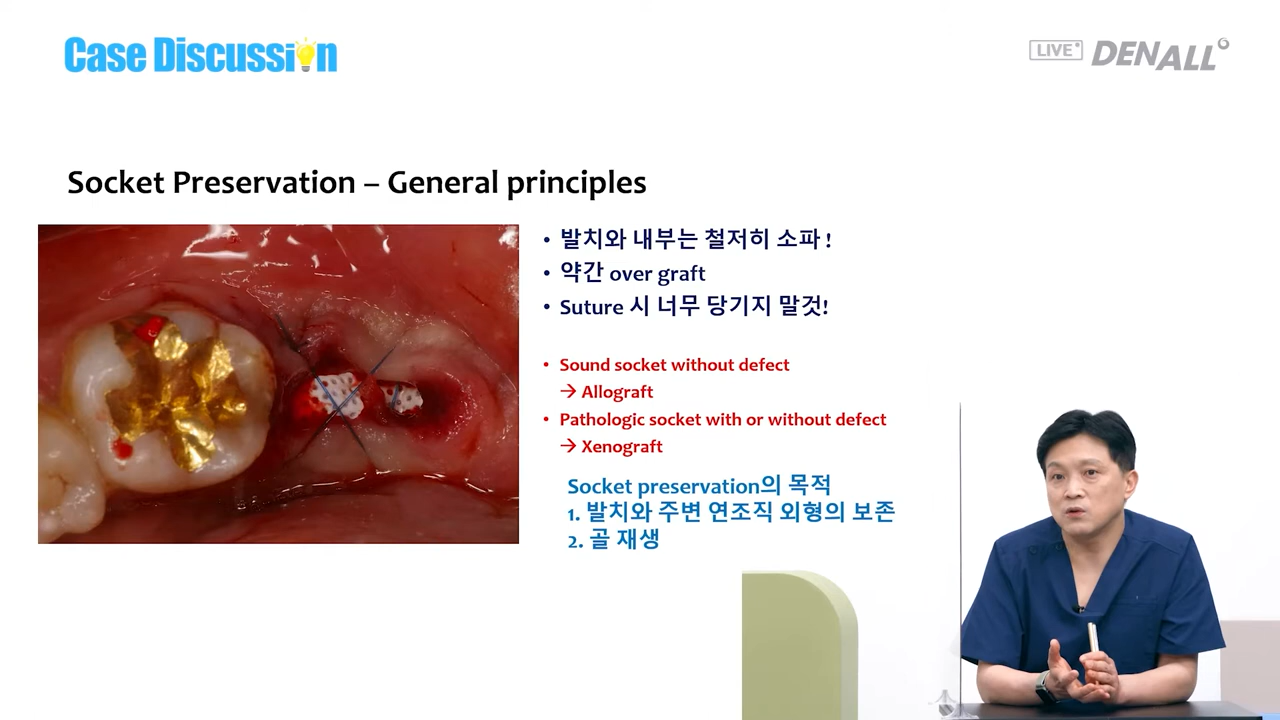 Case Discussion
LIVE
DENALL
Socket Preservation – General principles
• 발치와 내부는 철저히 소파 !
• 약간 over graft
• Suture 시 너무 당기지 말것!
• Sound socket without defect
→ Allograft
• Pathologic socket with or without defect
→ Xenograft
Socket preservation의 목적
1. 발치와 주변 연조직 외형의 보존
2. 골 재생